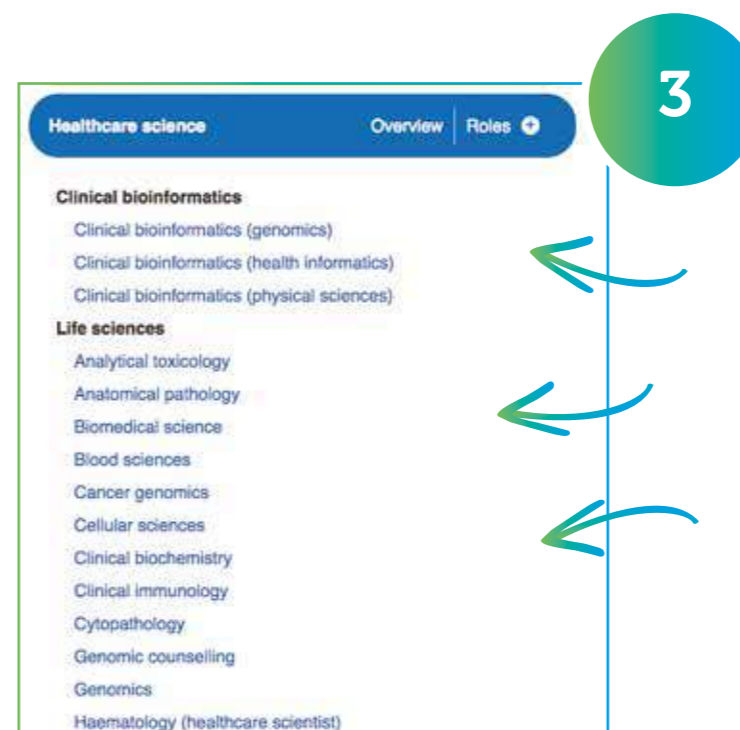 3
Healthcare science Overview Roles +
Clinical bioinformatics
Clinical bioinformatics (genomics)
Clinical bioinformatics (health informatics)
Clinical bioinformatics (physical sciences)
Life sciences
Analytical toxicology
Anatomical pathology
Biomedical science
Blood sciences
Cancer genomics
Cellular sciences
Clinical biochemistry
Clinical immunology
Cytopathology
Genomic counselling
Genomics
Haematology (healthcare scientist)